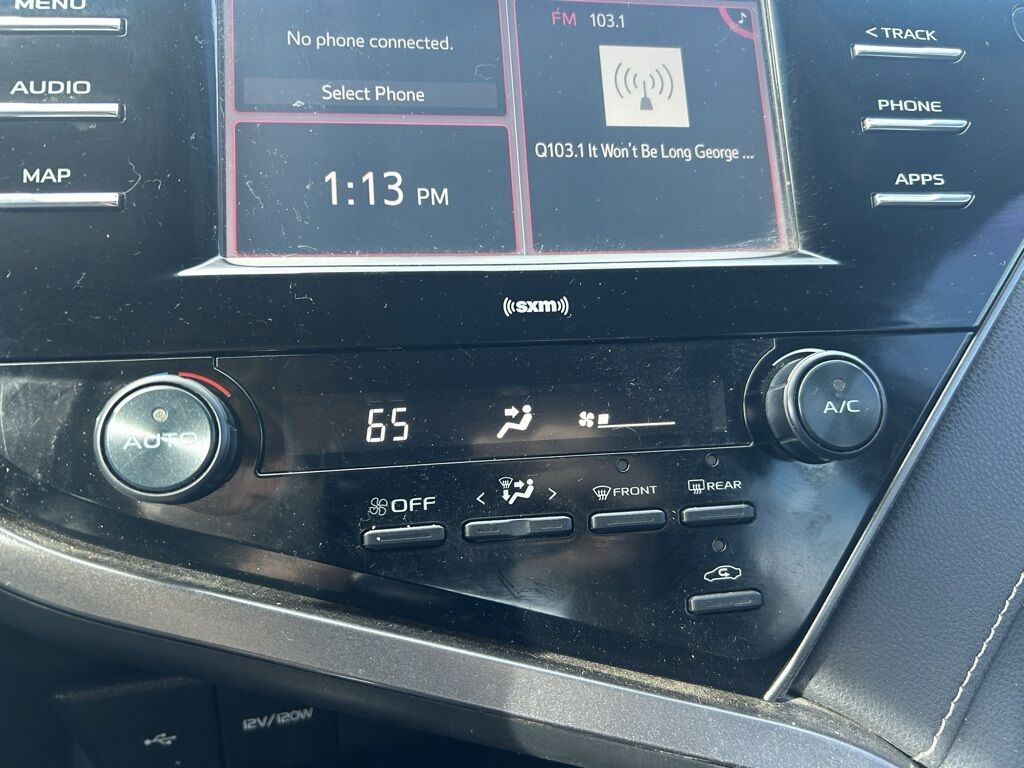 MENU
AUDIO
MAP
No phone connected.
Select Phone
1:13 PM
FM 103.1
Q103.1 It Won't Be Long George ...
< TRACK
PHONE
APPS
((sxm))
AUTO
65
A/C
OFF
< >
FRONT
REAR
12V/120W